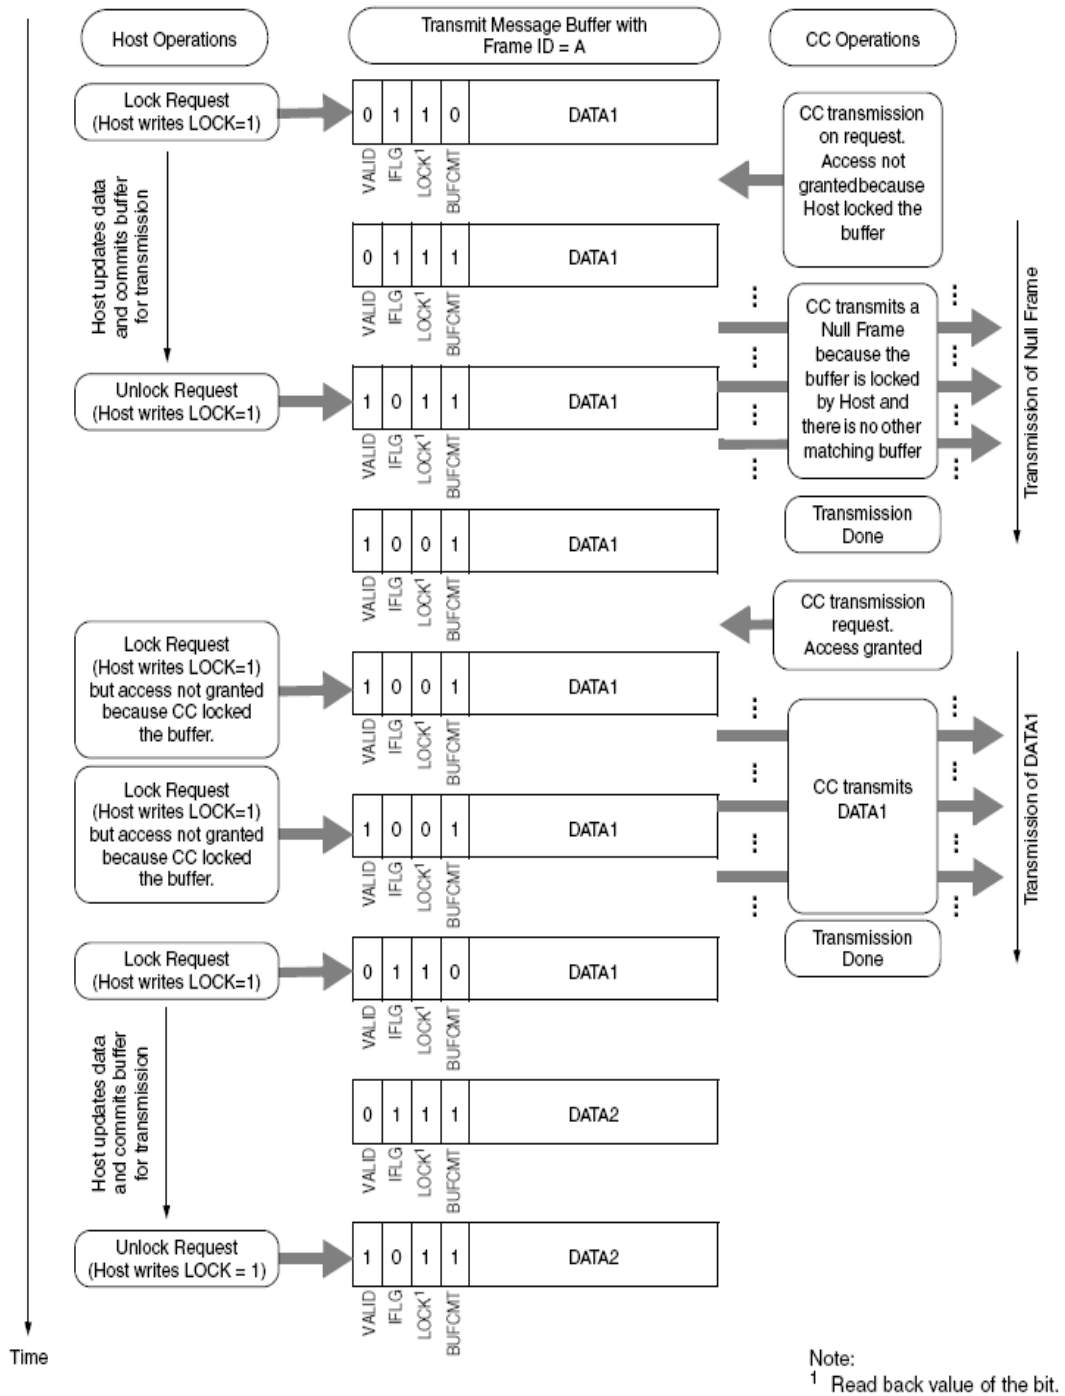 Host Operations
Transmit Message Buffer with
Frame ID = A
CC Operations
Lock Request
(Host writes LOCK=1)
0 1 1 0 DATA1
VALID
IFLG
LOCK¹
BUFCMT
CC transmission
on request.
Access not
grantedbecause
Host locked the
buffer
Host updates data
and commits buffer
for transmission
0 1 1 1 DATA1
VALID
IFLG
LOCK¹
BUFCMT
CC transmits a
Null Frame
because the
buffer is locked
by Host and
there is no other
matching buffer
Transmission of Null Frame
Unlock Request
(Host writes LOCK=1)
1 0 1 1 DATA1
VALID
IFLG
LOCK¹
BUFCMT
Transmission
Done
1 0 0 1 DATA1
VALID
IFLG
LOCK¹
BUFCMT
CC transmission
request.
Access granted
Lock Request
(Host writes LOCK=1)
but access not granted
because CC locked
the buffer.
1 0 0 1 DATA1
VALID
IFLG
LOCK¹
BUFCMT
CC transmits
DATA1
Transmission of DATA1
Lock Request
(Host writes LOCK=1)
but access not granted
because CC locked
the buffer.
1 0 0 1 DATA1
VALID
IFLG
LOCK¹
BUFCMT
Transmission
Done
Lock Request
(Host writes LOCK=1)
0 1 1 0 DATA1
VALID
IFLG
LOCK¹
BUFCMT
Host updates data
and commits buffer
for transmission
0 1 1 1 DATA2
VALID
IFLG
LOCK¹
BUFCMT
Unlock Request
(Host writes LOCK = 1)
1 0 1 1 DATA2
VALID
IFLG
LOCK¹
BUFCMT
Time
Note:
¹ Read back value of the bit.